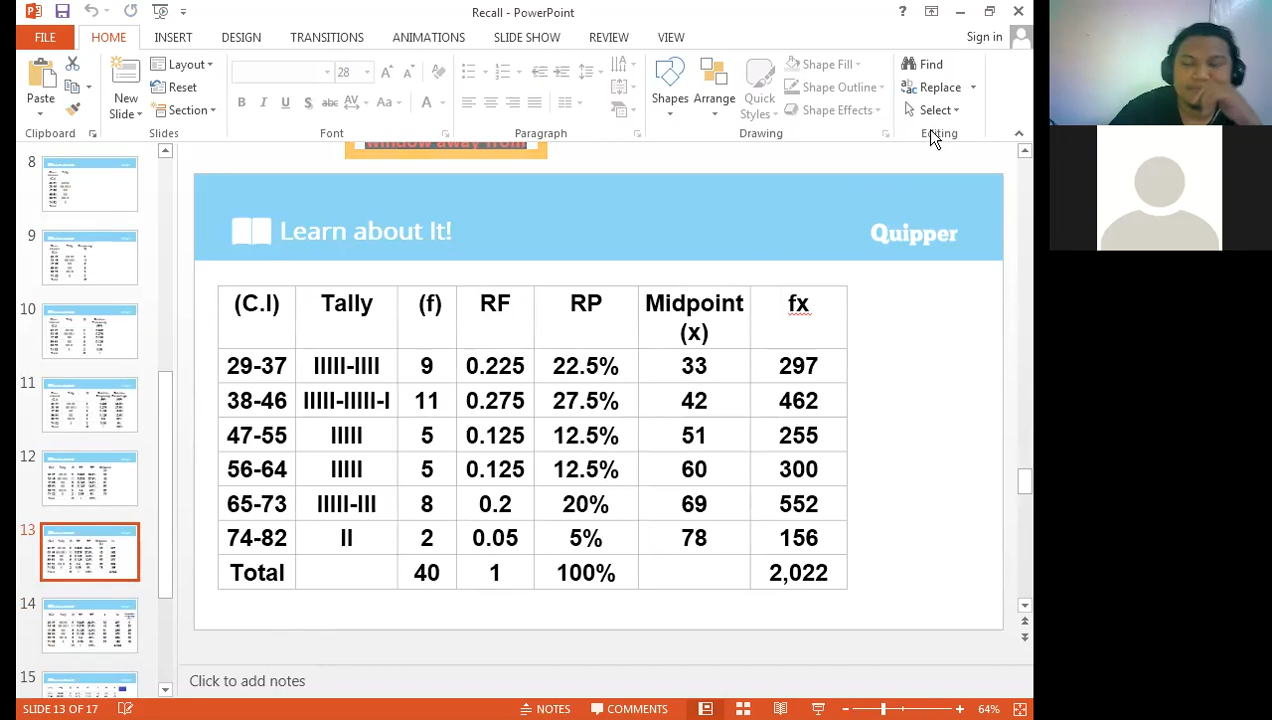 Recall - PowerPoint
?
FILE HOME INSERT DESIGN TRANSITIONS ANIMATIONS SLIDE SHOW REVIEW VIEW Sign in
Paste
New
Slide
Layout
Reset
Section
28
B I U S abc AV Aa A
Shapes Arrange Quick
Styles
Shape Fill
Shape Outline
Shape Effects
Find
Replace
Select
Clipboard Slides Font Paragraph Drawing Editing
window away from
Learn about It! Quipper
(C.I) Tally (f) RF RP Midpoint (x) fx
29-37 IIIII-IIII 9 0.225 22.5% 33 297
38-46 IIIII-IIIII-I 11 0.275 27.5% 42 462
47-55 IIIII 5 0.125 12.5% 51 255
56-64 IIIII 5 0.125 12.5% 60 300
65-73 IIIII-III 8 0.2 20% 69 552
74-82 II 2 0.05 5% 78 156
Total 40 1 100% 2,022
8
9
10
11
12
13
14
15
Click to add notes
SLIDE 13 OF 17 NOTES COMMENTS 64%